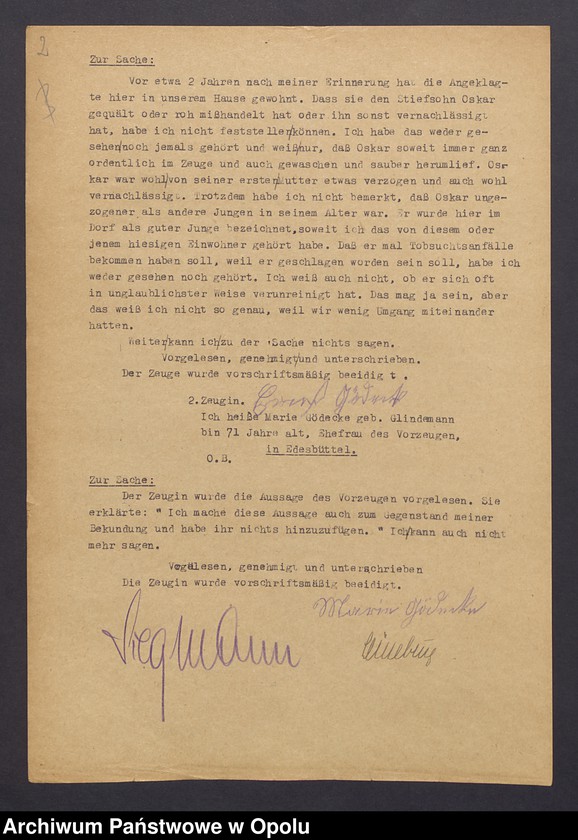 2
Zur Sache:
Vor etwa 2 Jahren nach meiner Erinnerung hat die Angeklag-
te hier in unserem Hause gewohnt. Dass sie den Stiefsohn Oskar
gequält oder roh mißhandelt hat oder ihn sonst vernachlässigt
hat, habe ich nicht feststellen/können. Ich habe das weder ge-
sehen/noch jemals gehört und weiß/nur, daß Oskar soweit immer ganz
ordentlich im Zeuge und auch gewaschen und sauber herumlief. Os-
kar war wohl/von seiner ersten/Mutter etwas verzogen und auch wohl
vernachlässigt. Trotzdem habe ich nicht bemerkt, daß Oskar unge-
zogener als andere Jungen in seinem Alter war. Er wurde hier im
Dorf als guter Junge bezeichnet,soweit ich das von diesem oder
jenem hiesigen Einwohner gehört habe. Daß er mal Tobsuchtsanfälle
bekommen haben soll, weil er geschlagen worden sein soll, habe ich
weder gesehen noch gehört. Ich weiß auch nicht, ob er sich oft
in unglaublichster Weise verunreinigt hat. Das mag ja sein, aber
das weiß ich nicht so genau, weil wir wenig Umgang miteinander
hatten.
Weiter/kann ich/zu der Sache nichts sagen.
Vorgelesen, genehmigt/und unterschrieben.
Der Zeuge wurde vorschriftsmäßig beeidigt.
2. Zeugin. Gödecke
Ich heiße Marie Gödecke geb. Glindemann
bin 71 Jahre alt, Ehefrau des Vorzeugen,
in Edesbüttel.
O.B.
Zur Sache:
Der Zeugin wurde die Aussage des Vorzeugen vorgelesen. Sie
erklärte: " Ich mache diese Aussage auch zum Gegenstand meiner
Bekundung und habe ihr nichts hinzuzufügen. " Ich/kann auch nicht
mehr sagen.
Vogelesen, genehmigt und unterschrieben
Die Zeugin wurde vorschriftsmäßig beeidigt.
Marie Gödecke
Siegmann
Archiwum Państwowe w Opolu